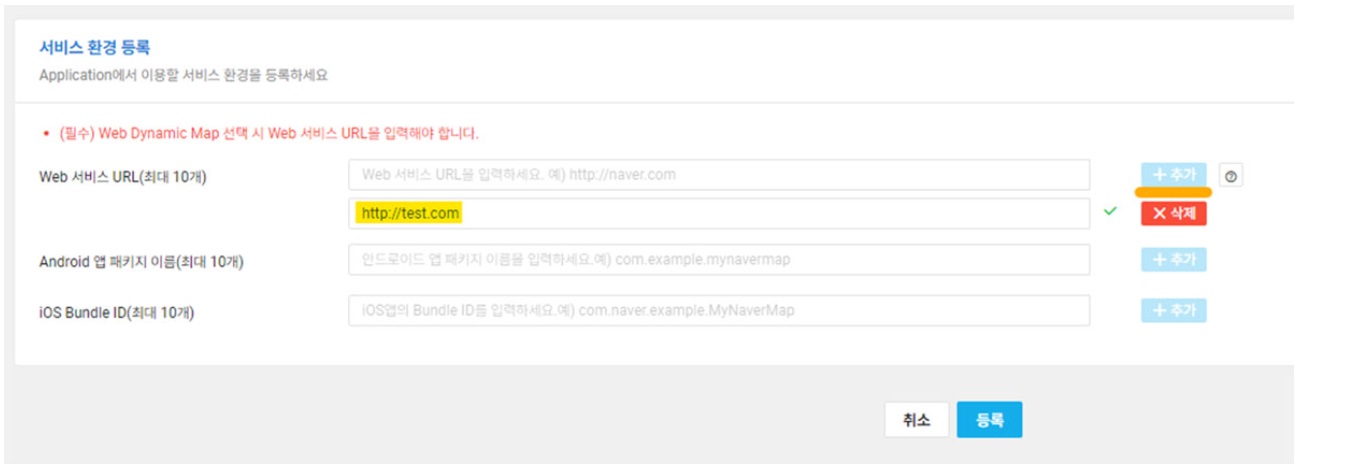 서비스 환경 등록
Application에서 이용할 서비스 환경을 등록하세요
• (필수) Web Dynamic Map 선택 시 Web 서비스 URL을 입력해야 합니다.
Web 서비스 URL(최대 10개) Web 서비스 URL을 입력하세요. 예) http://naver.com + 추가 ?
http://test.com ✓ X 삭제
Android 앱 패키지 이름(최대 10개) 안드로이드 앱 패키지 이름을 입력하세요.예) com.example.mynavermap + 추가
iOS Bundle ID(최대 10개) iOS앱의 Bundle ID를 입력하세요.예) com.naver.example.MyNaverMap + 추가
취소 등록